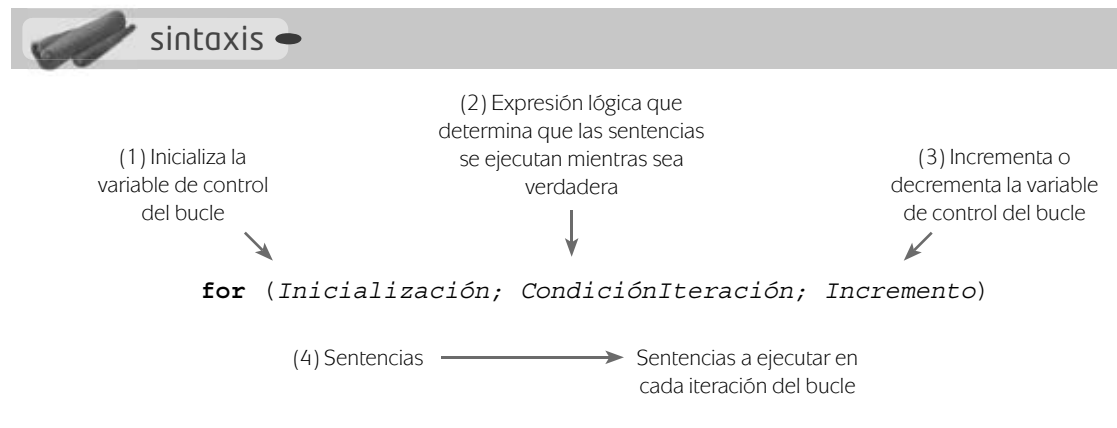 sintaxis
(2) Expresión lógica que
determina que las sentencias
se ejecutan mientras sea
verdadera
(1) Inicializa la
variable de control
del bucle
(3) Incrementa o
decrementa la variable
de control del bucle
for (Inicialización; CondiciónIteración; Incremento)
(4) Sentencias
Sentencias a ejecutar en
cada iteración del bucle